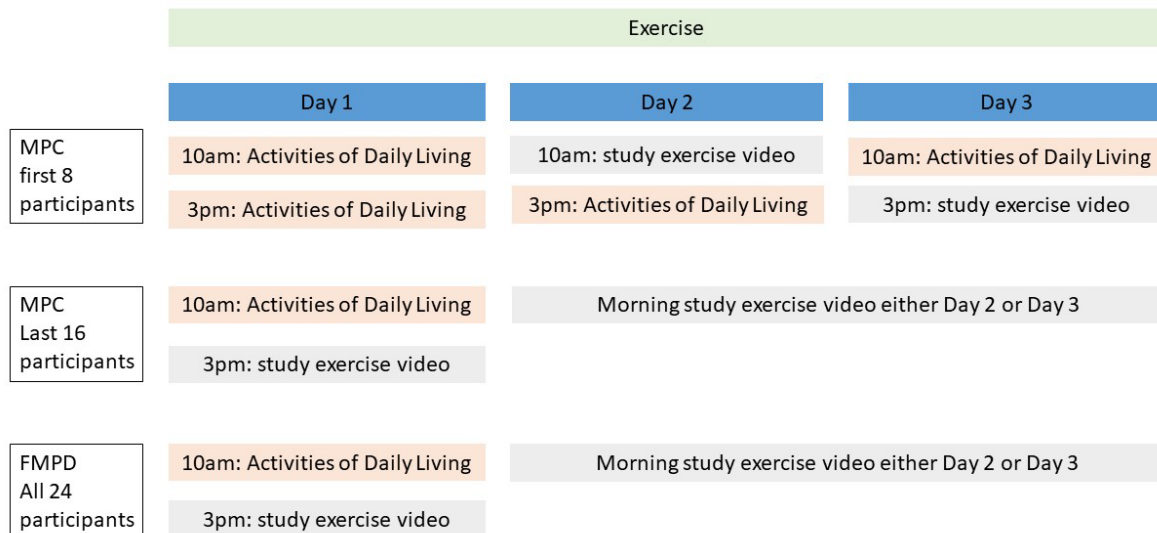 Exercise
Day 1
Day 2
Day 3
MPC
first 8
participants
10am: Activities of Daily Living
10am: study exercise video
10am: Activities of Daily Living
3pm: Activities of Daily Living
3pm: Activities of Daily Living
3pm: study exercise video
MPC
Last 16
participants
10am: Activities of Daily Living
Morning study exercise video either Day 2 or Day 3
3pm: study exercise video
FMPD
All 24
participants
10am: Activities of Daily Living
Morning study exercise video either Day 2 or Day 3
3pm: study exercise video